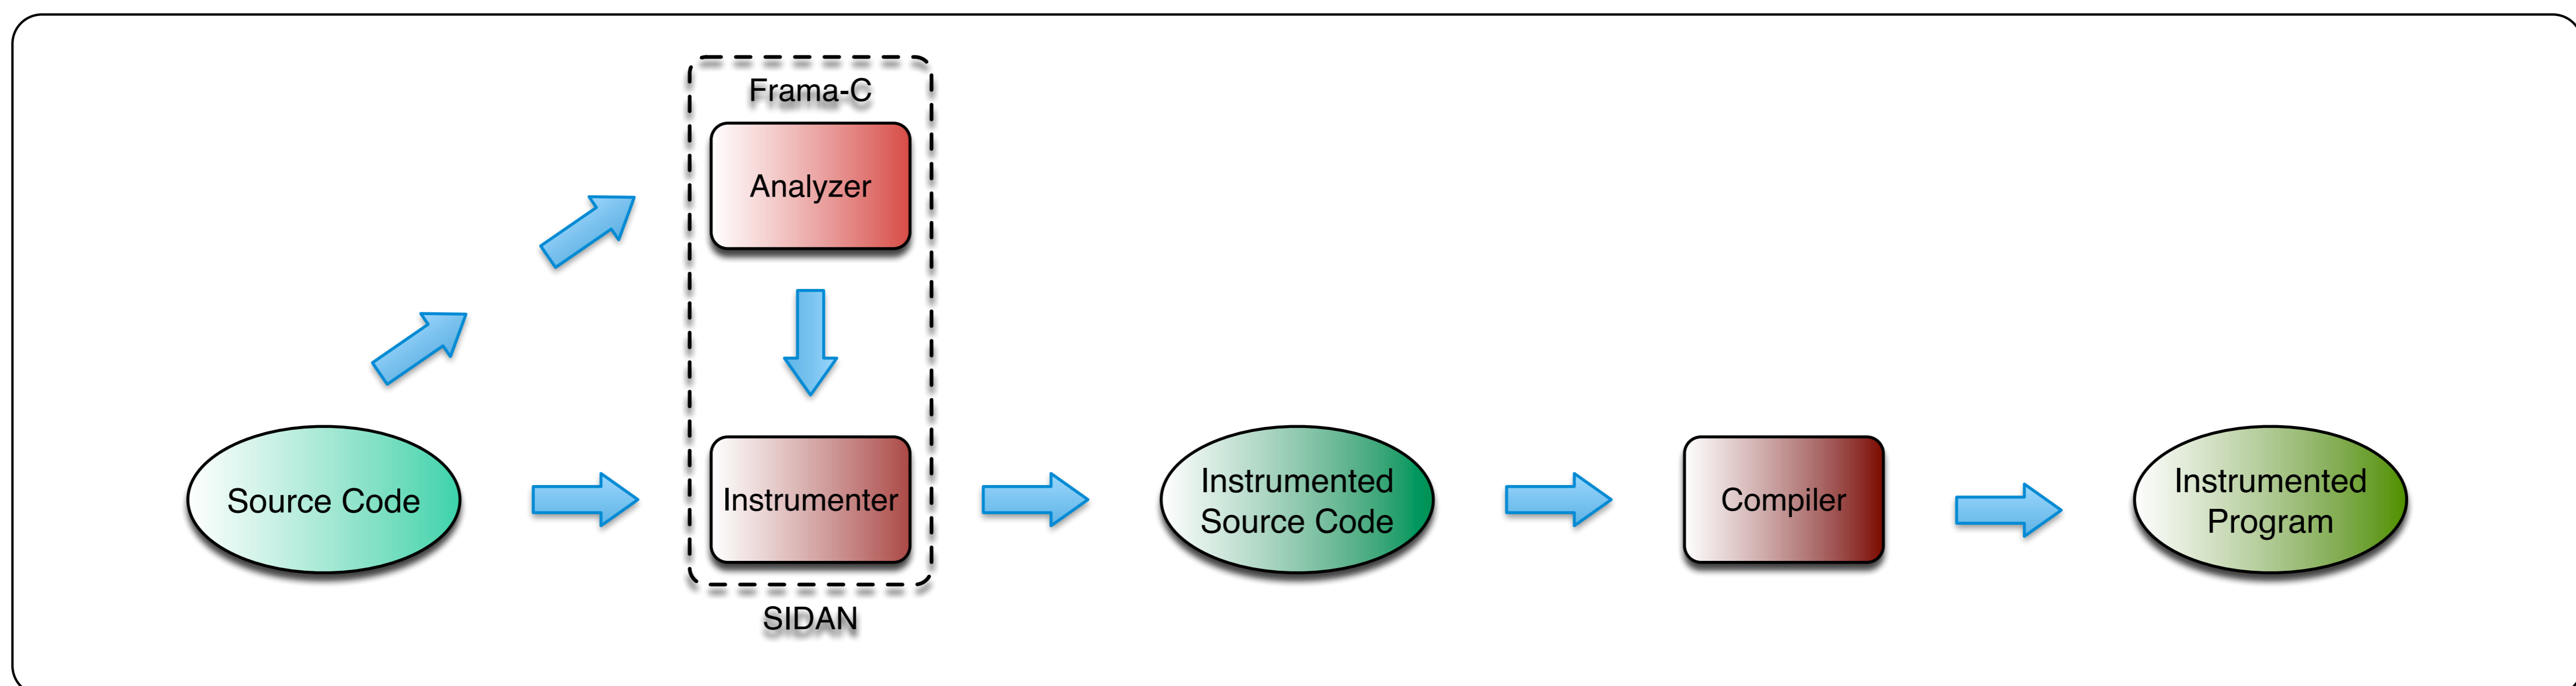 Frama-C
Analyzer
Source Code
Instrumenter
SIDAN
Instrumented
Source Code
Compiler
Instrumented
Program